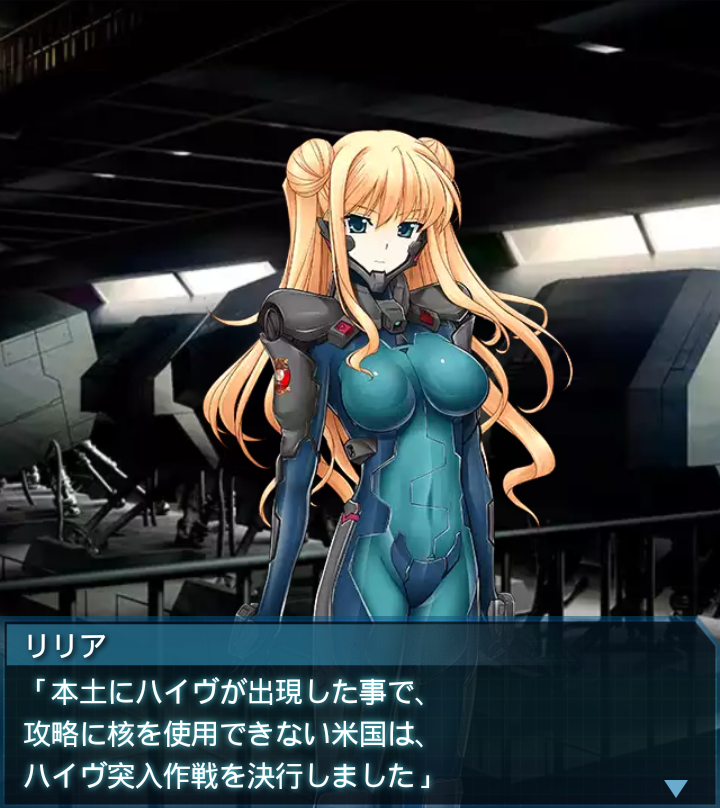 リリア
「本土にハイヴが出現した事で、
攻略に核を使用できない米国は、
ハイヴ突入作戦を決行しました」